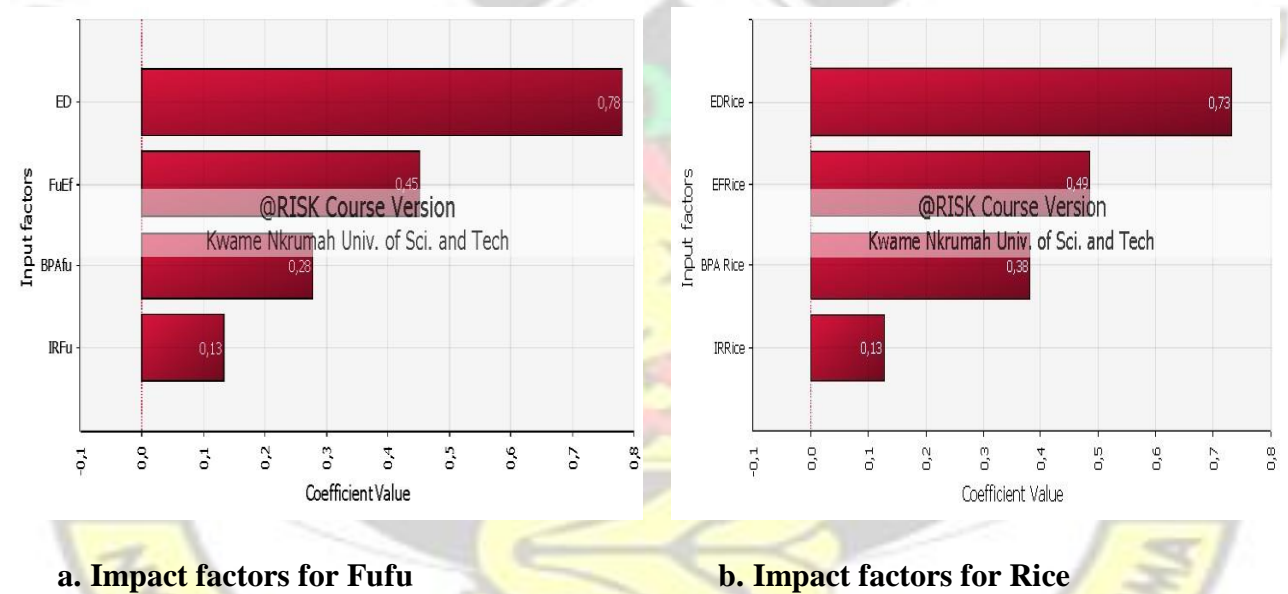 Input factors
ED
FuEf
BPAfu
IRFu
0,78
0,45
0,28
0,13
@RISK Course Version
Kwame Nkrumah Univ. of Sci. and Tech
-0,1
0,0
0,1
0,2
0,3
0,4
0,5
0,6
0,7
0,8
Coefficient Value
Input factors
EDRice
EFRice
BPA Rice
IRRice
0,73
0,49
0,38
0,13
@RISK Course Version
Kwame Nkrumah Univ. of Sci. and Tech
-0,1
0,0
0,1
0,2
0,3
0,4
0,5
0,6
0,7
0,8
Coefficient Value
a. Impact factors for Fufu
b. Impact factors for Rice
MA